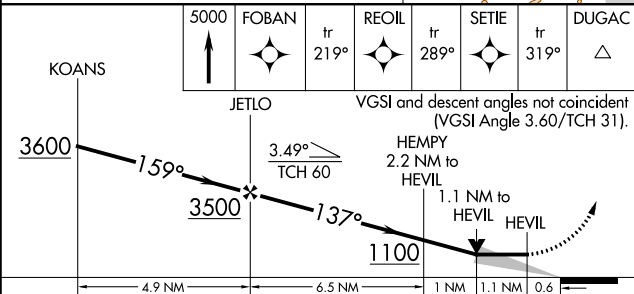 5000 FOBAN tr 219° REOIL tr 289° SETIE tr 319° DUGAC
KOANS
JETLO
VGSI and descent angles not coincident
(VGSI Angle 3.60/TCH 31).
HEMPY
2.2 NM to
HEVIL
1.1 NM to
HEVIL
HEVIL
3600
159°
3.49°
TCH 60
3500
137°
1100
4.9 NM 6.5 NM 1 NM 1.1 NM 0.6